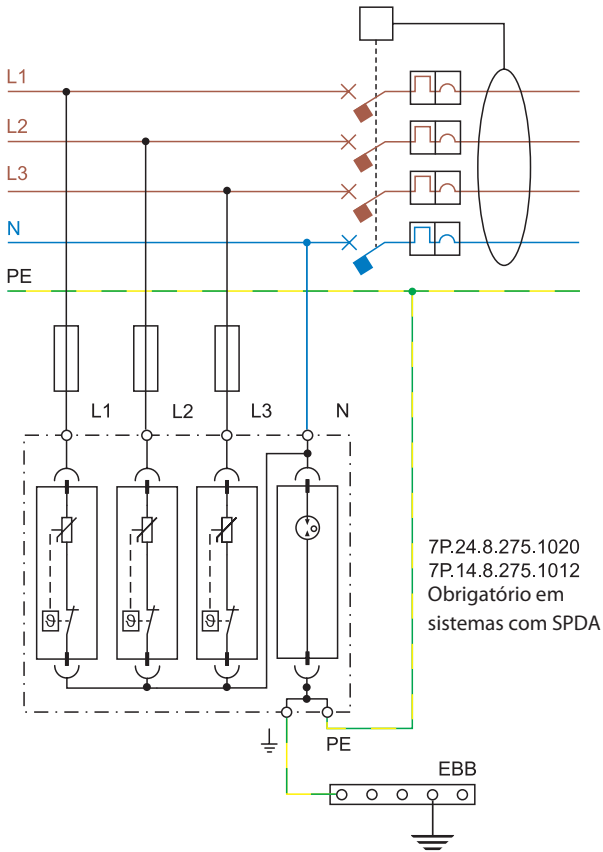 L1
L2
L3
N
PE
L1 L2 L3 N
ϑ ϑ ϑ
7P.24.8.275.1020
7P.14.8.275.1012
Obrigatório em
sistemas com SPDA
PE
EBB